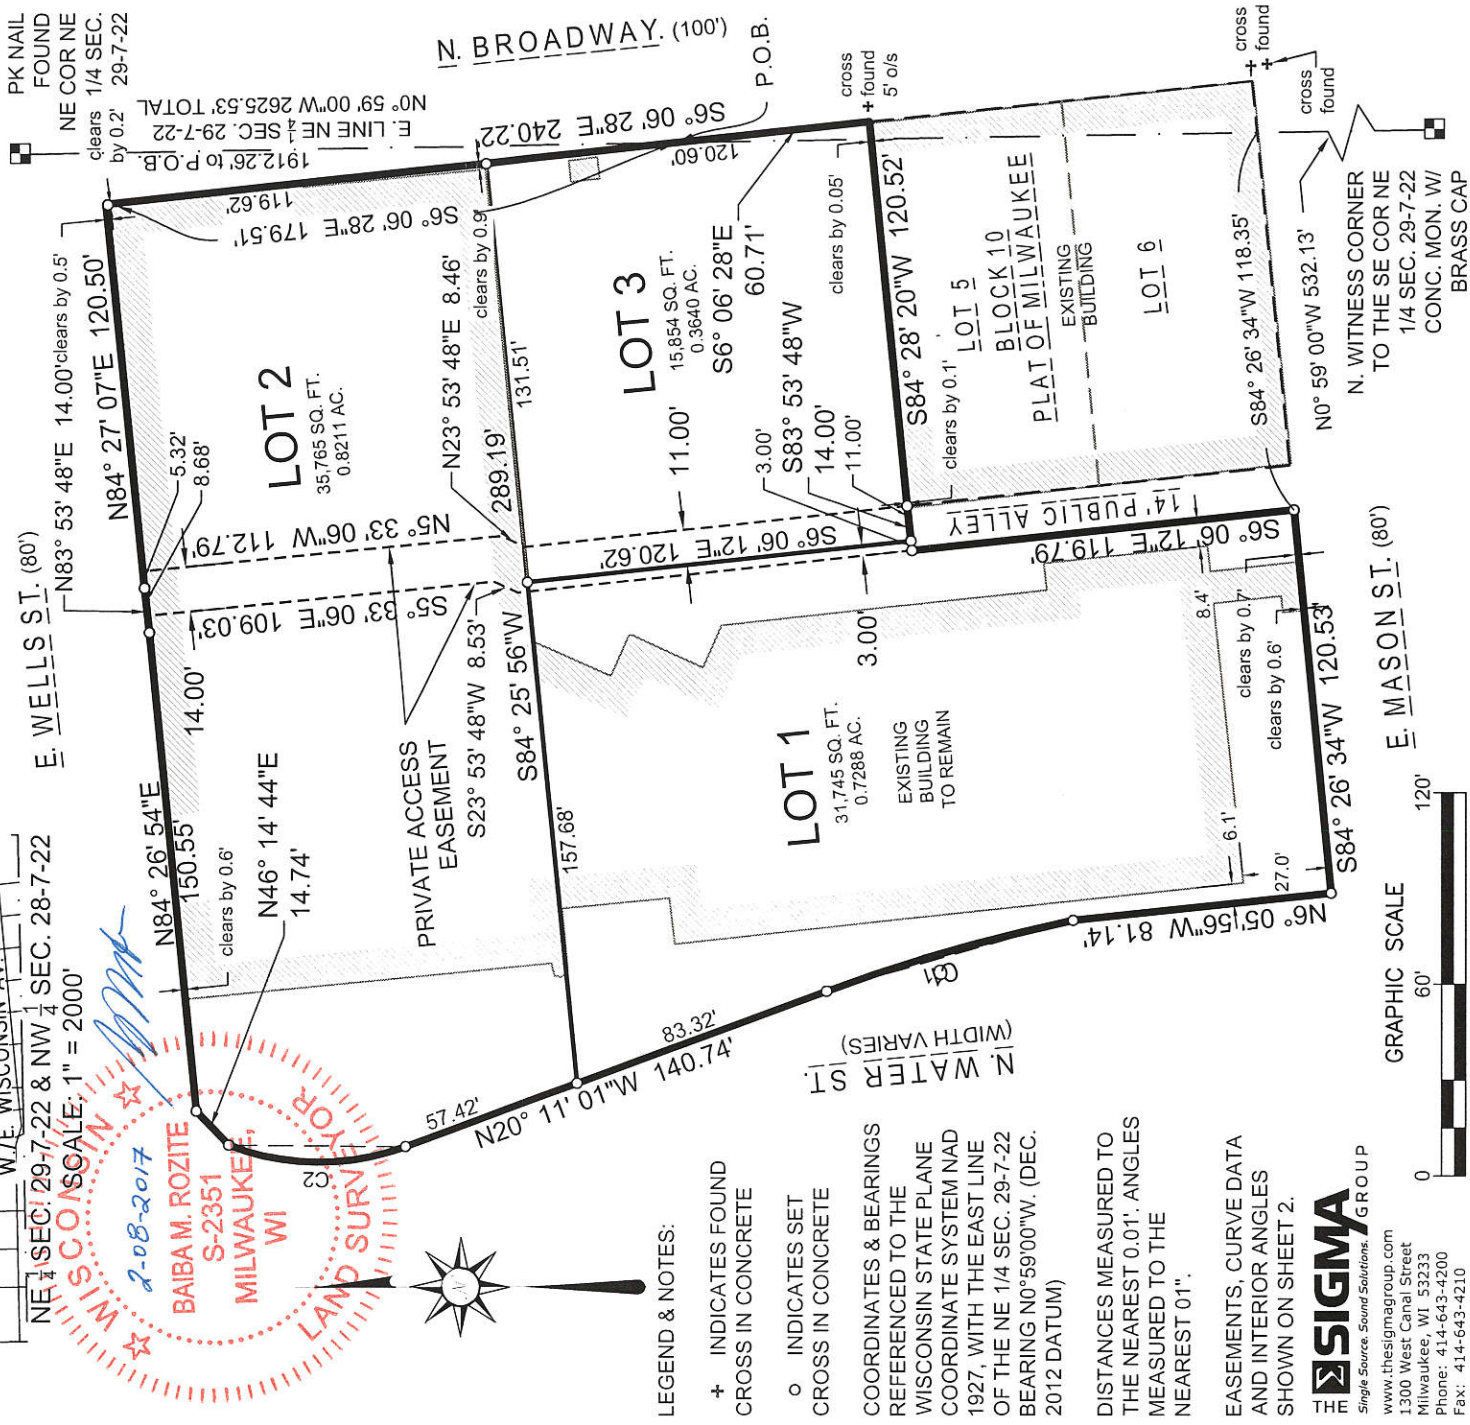 PK NAIL
FOUND
NE COR NE
1/4 SEC.
29-7-22
clears
by 0.2'
N. BROADWAY. (100')
P.O.B.
E. LINE NE 1/4 SEC. 29-7-22
N0° 59' 00"W 2625.53' TOTAL
1912.26' to P.O.B.
S6° 06' 28"E 240.22'
119.62'
120.60'
S6° 06' 28"E 179.51'
cross
found
5' o/s
cross
found
cross
found
E. WELLS ST. (80')
N83° 53' 48"E 14.00'
clears by 0.5'
N84° 27' 07"E 120.50'
5.32'
8.68'
LOT 2
35,765 SQ. FT.
0.8211 AC.
clears by 0.9'
N23° 53' 48"E 8.46'
N5° 33' 06"W 112.79'
S5° 33' 06"E 109.03'
14.00'
289.19'
131.51'
LOT 3
15,854 SQ. FT.
0.3640 AC.
S6° 06' 28"E
60.71'
clears by 0.05'
11.00'
3.00'
S83° 53' 48"W
14.00'
11.00'
S84° 28' 20"W 120.52'
clears by 0.1'
LOT 5
BLOCK 10
PLAT OF MILWAUKEE
EXISTING
BUILDING
LOT 6
S84° 26' 34"W 118.35'
N0° 59' 00"W 532.13'
N. WITNESS CORNER
TO THE SE COR NE
1/4 SEC. 29-7-22
CONC. MON. W/
BRASS CAP
S6° 06' 12"E 120.62'
14' PUBLIC ALLEY
S6° 06' 12"E 119.79'
3.00'
N84° 26' 54"E
150.55'
clears by 0.6'
N46° 14' 44"E
14.74'
PRIVATE ACCESS
EASEMENT
S23° 53' 48"W 8.53'
S84° 25' 56"W
157.68'
LOT 1
31,745 SQ. FT.
0.7288 AC.
EXISTING
BUILDING
TO REMAIN
8.4'
clears by 0.7'
clears by 0.6'
6.1'
27.0'
S84° 26' 34"W 120.53'
E. MASON ST. (80')
N6° 05' 56"W 81.14'
C1
83.32'
N20° 11' 01"W 140.74'
57.42'
C2
N. WATER ST.
(WIDTH VARIES)
W./E. WISCONSIN AV.
NE 1/4 SEC. 29-7-22 & NW 1/4 SEC. 28-7-22
SCALE: 1" = 2000'
WISCONSIN
2-08-2017
BAIBA M. ROZITE
S-2351
MILWAUKEE,
WI
LAND SURVEYOR
LEGEND & NOTES:
+ INDICATES FOUND
CROSS IN CONCRETE
o INDICATES SET
CROSS IN CONCRETE
COORDINATES & BEARINGS
REFERENCED TO THE
WISCONSIN STATE PLANE
COORDINATE SYSTEM NAD
1927, WITH THE EAST LINE
OF THE NE 1/4 SEC. 29-7-22
BEARING N0°59'00"W. (DEC.
2012 DATUM)
DISTANCES MEASURED TO
THE NEAREST 0.01'. ANGLES
MEASURED TO THE
NEAREST 01".
EASEMENTS, CURVE DATA
AND INTERIOR ANGLES
SHOWN ON SHEET 2.
GRAPHIC SCALE
0 60' 120'
THE SIGMA GROUP
Single Source. Sound Solutions.
www.thesigmagroup.com
1300 West Canal Street
Milwaukee, WI 53233
Phone: 414-643-4200
Fax: 414-643-4210